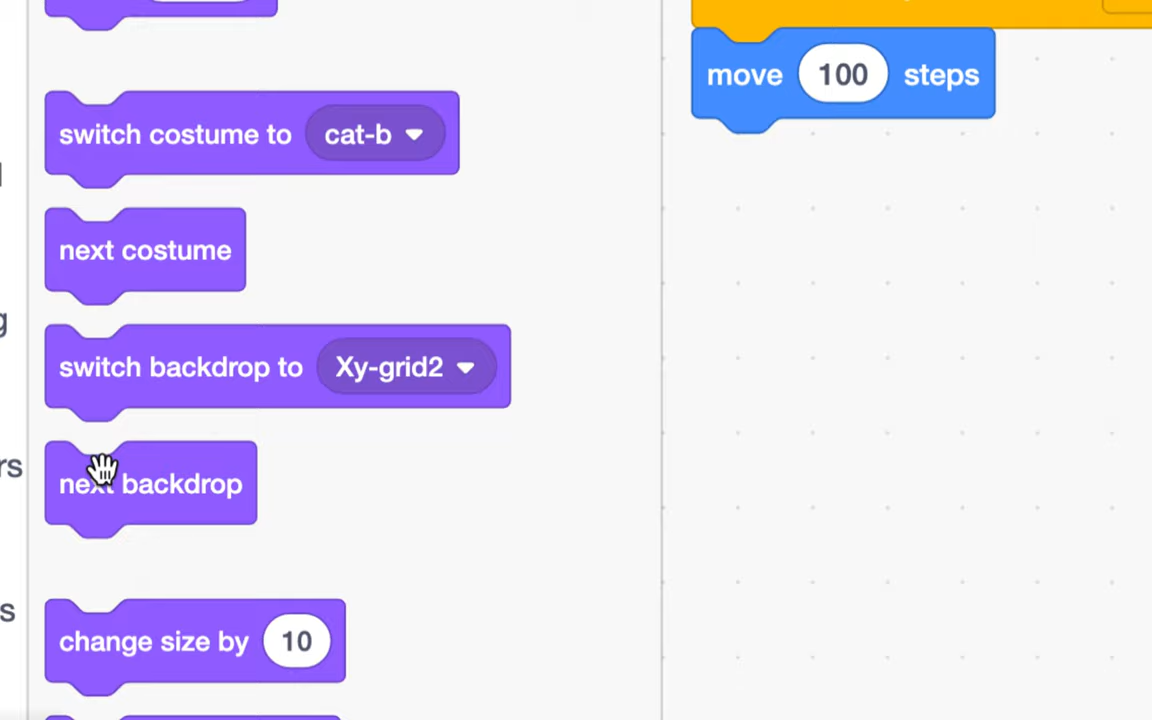 move 100 steps
switch costume to cat-b
next costume
switch backdrop to Xy-grid2
next backdrop
rs
s
change size by 10